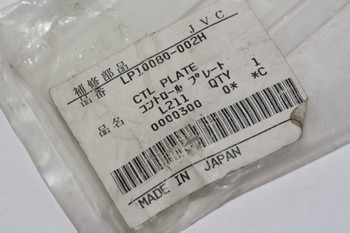 補修部品 JVC
品番 LP10080-002H
CTL PLATE
コントロール プレート
L211 QTY 1
品名 0000300 0* *C
MADE IN JAPAN